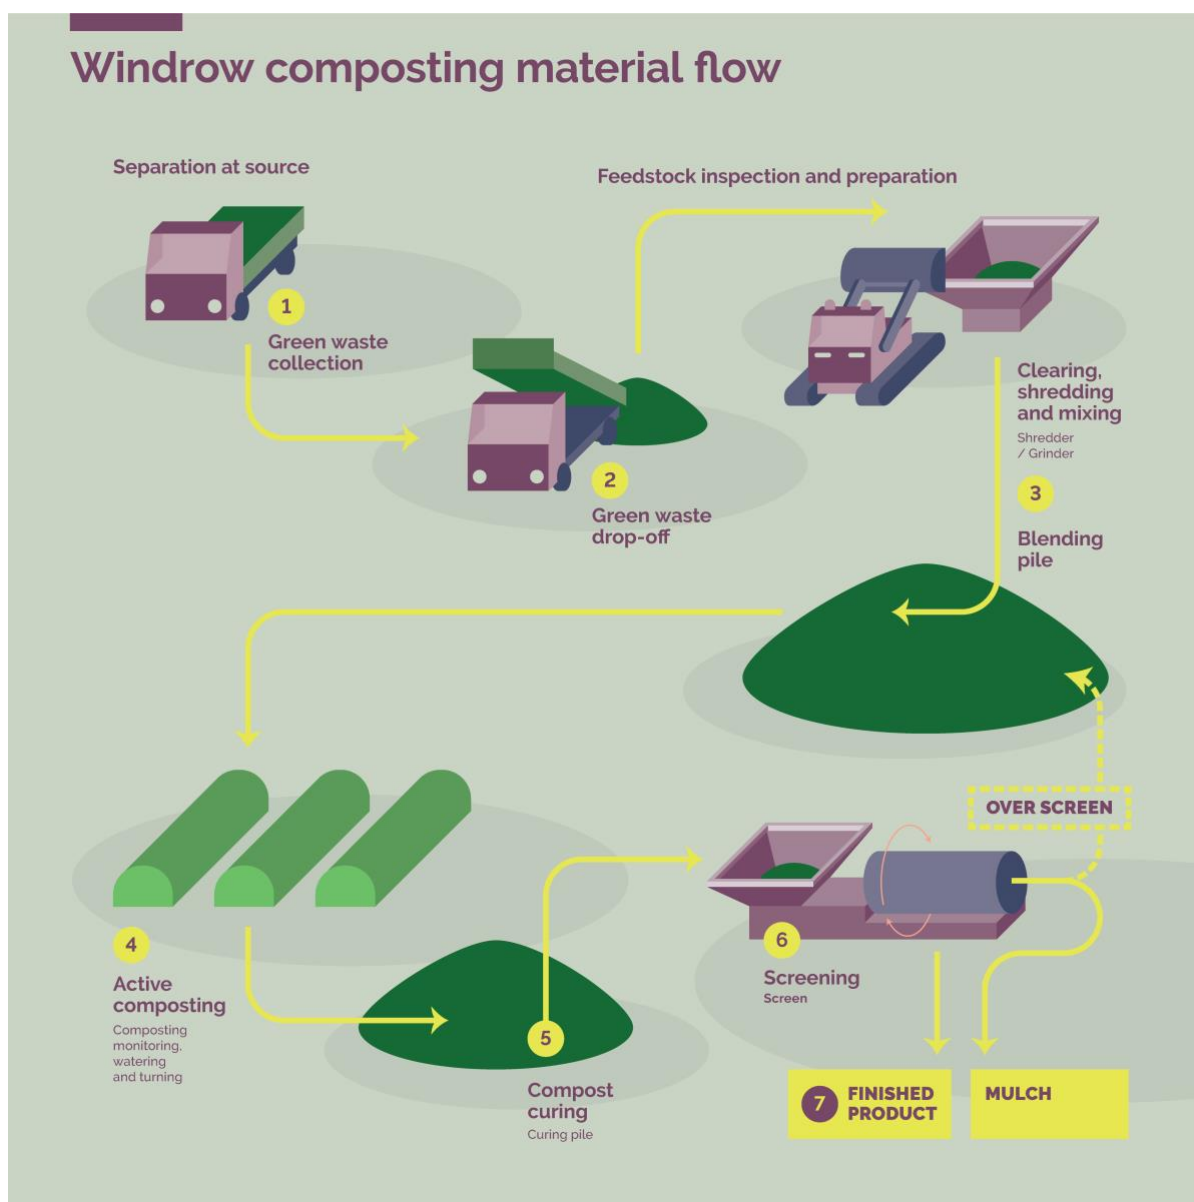 Windrow composting material flow
Separation at source
Feedstock inspection and preparation
1
Green waste
collection
2
Green waste
drop-off
Clearing,
shredding
and mixing
Shredder
/ Grinder
3
Blending
pile
OVER SCREEN
4
Active
composting
Composting
monitoring,
watering
and turning
5
Compost
curing
Curing pile
6
Screening
Screen
7
FINISHED
PRODUCT
MULCH